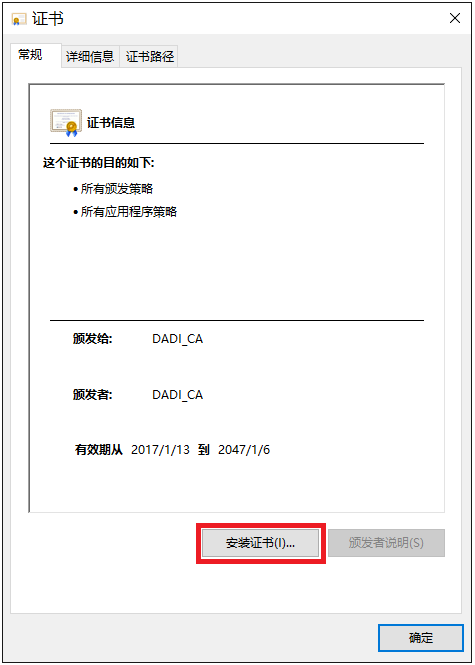 证书
常规 详细信息 证书路径
证书信息
这个证书的目的如下:
• 所有颁发策略
• 所有应用程序策略
颁发给: DADI_CA
颁发者: DADI_CA
有效期从 2017/1/13 到 2047/1/6
安装证书(I)... 颁发者说明(S)
确定